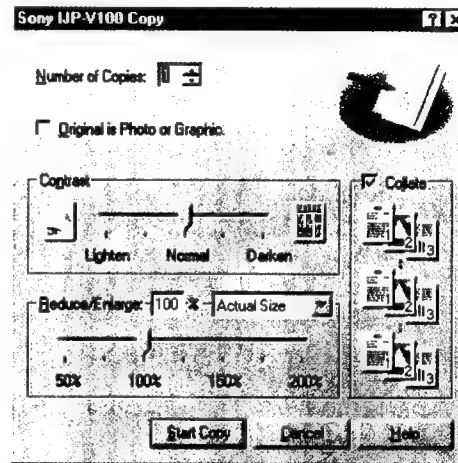 Sony IJP-V100 Copy
Number of Copies: 1
Original is Photo or Graphic.
Contrast
Collate
Lighten Normal Darken
Reduce/Enlarge: 100 % Actual Size
50% 100% 150% 200%
Start Copy Cancel Help